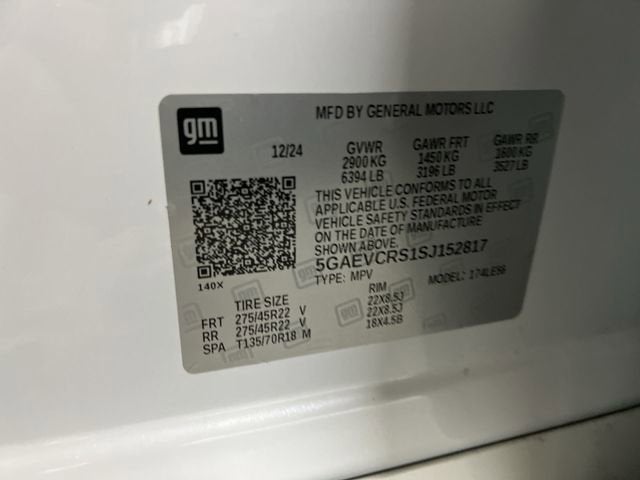 gm
MFD BY GENERAL MOTORS LLC
12/24 GVWR GAWR FRT GAWR RR
2900 KG 1450 KG 1600 KG
6394 LB 3196 LB 3527 LB
THIS VEHICLE CONFORMS TO ALL
APPLICABLE U.S. FEDERAL MOTOR
VEHICLE SAFETY STANDARDS IN EFFECT
ON THE DATE OF MANUFACTURE
SHOWN ABOVE.
140X
5GAEVCRS1SJ152817
TYPE: MPV MODEL: 174LE56
TIRE SIZE RIM
FRT 275/45R22 V 22X8.5J
RR 275/45R22 V 22X8.5J
SPA T135/70R18 M 18X4.5B